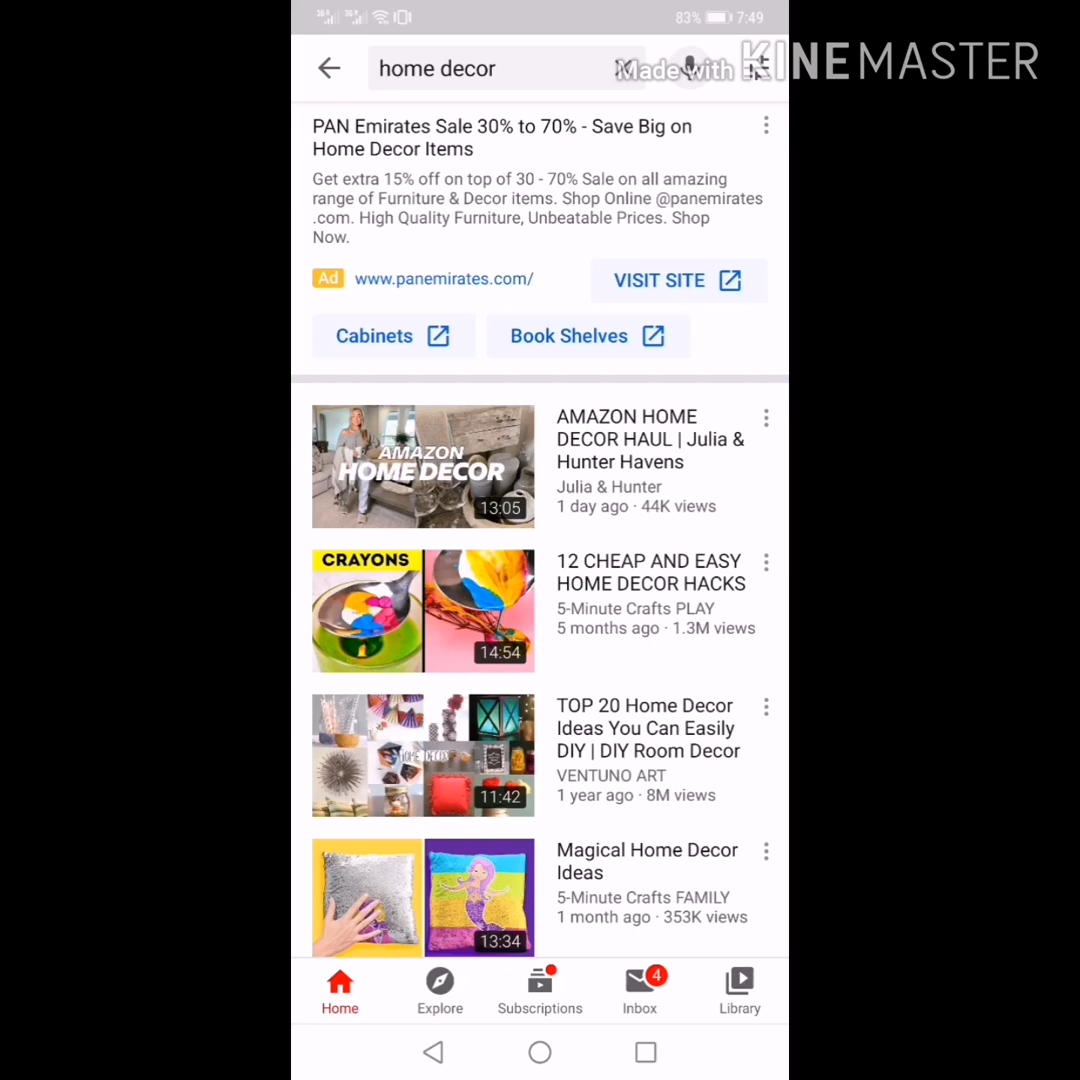 83% 7:49
home decor
Made with KINEMASTER
PAN Emirates Sale 30% to 70% - Save Big on
Home Decor Items
Get extra 15% off on top of 30 - 70% Sale on all amazing
range of Furniture & Decor items. Shop Online @panemirates
.com. High Quality Furniture, Unbeatable Prices. Shop
Now.
Ad www.panemirates.com/
VISIT SITE
Cabinets
Book Shelves
AMAZON
HOME DECOR
13:05
AMAZON HOME
DECOR HAUL | Julia &
Hunter Havens
Julia & Hunter
1 day ago · 44K views
CRAYONS
14:54
12 CHEAP AND EASY
HOME DECOR HACKS
5-Minute Crafts PLAY
5 months ago · 1.3M views
HOME DECOR
11:42
TOP 20 Home Decor
Ideas You Can Easily
DIY | DIY Room Decor
VENTUNO ART
1 year ago · 8M views
13:34
Magical Home Decor
Ideas
5-Minute Crafts FAMILY
1 month ago · 353K views
4
Home
Explore
Subscriptions
Inbox
Library